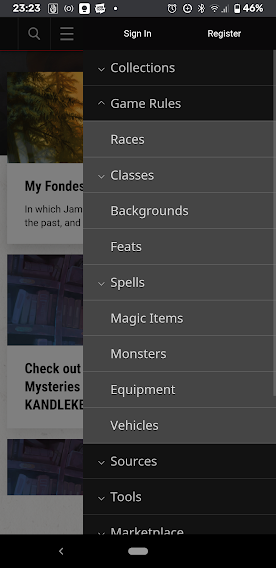 23:23
46%
Sign In
Register
Collections
Game Rules
Races
Classes
My Fondes
Backgrounds
In which Jam
the past, and
Feats
Spells
Magic Items
Monsters
Check out
Mysteries
Equipment
KANDLEKE
Vehicles
Sources
Tools
Marketplace